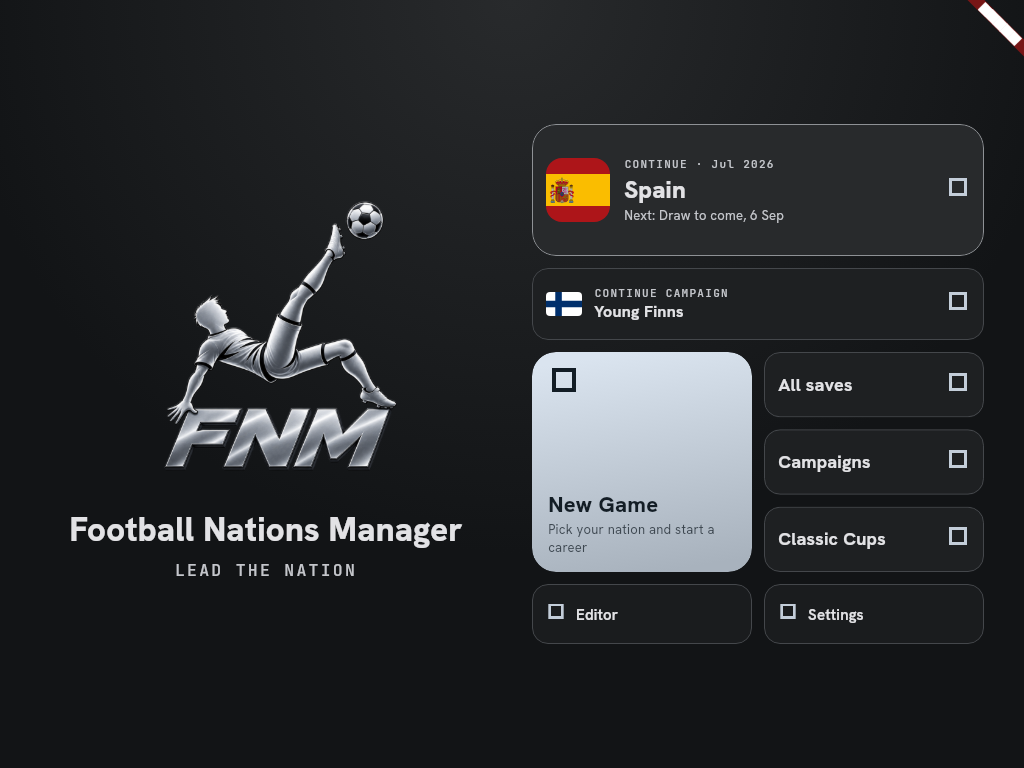 FNM
Football Nations Manager
LEAD THE NATION
CONTINUE · Jul 2026
Spain
Next: Draw to come, 6 Sep
CONTINUE CAMPAIGN
Young Finns
New Game
Pick your nation and start a
career
All saves
Campaigns
Classic Cups
Editor
Settings